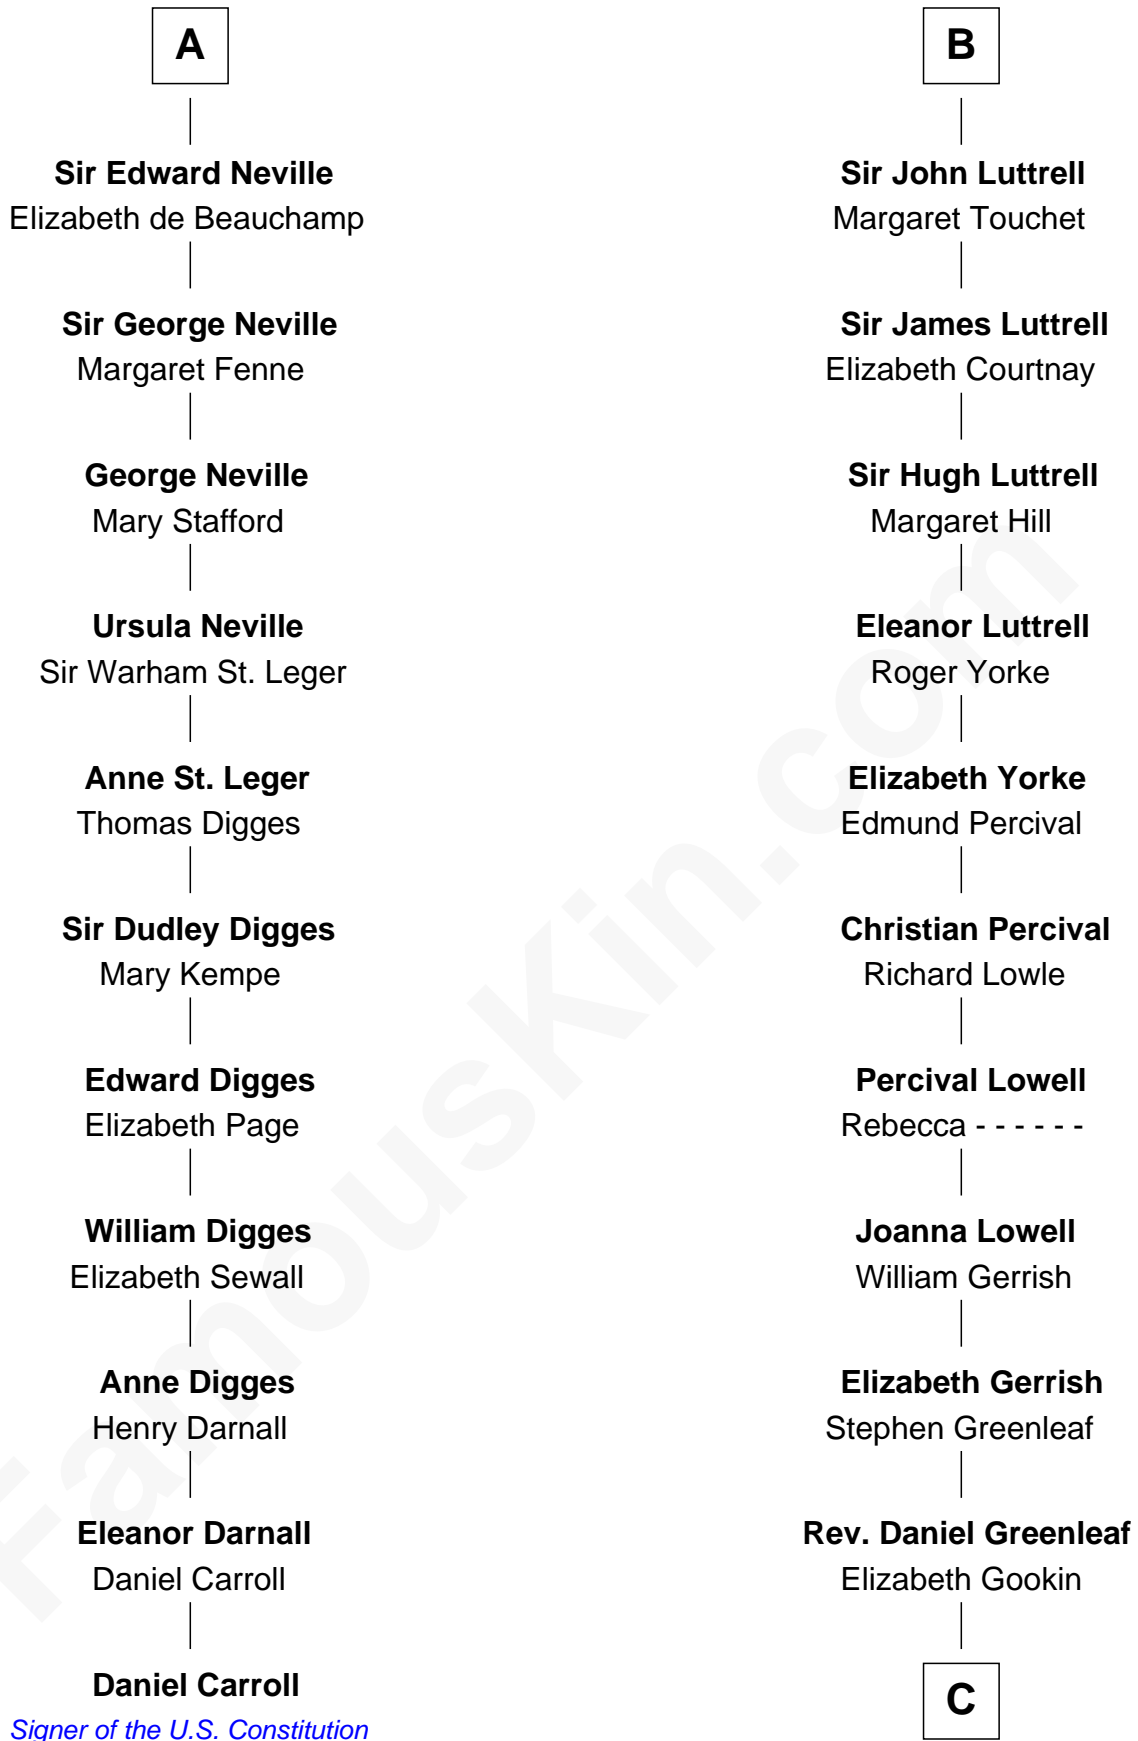 A
Sir Edward Neville
Elizabeth de Beauchamp
Sir George Neville
Margaret Fenne
George Neville
Mary Stafford
Ursula Neville
Sir Warham St. Leger
Anne St. Leger
Thomas Digges
Sir Dudley Digges
Mary Kempe
Edward Digges
Elizabeth Page
William Digges
Elizabeth Sewall
Anne Digges
Henry Darnall
Eleanor Darnall
Daniel Carroll
Daniel Carroll
Signer of the U.S. Constitution
B
Sir John Luttrell
Margaret Touchet
Sir James Luttrell
Elizabeth Courtnay
Sir Hugh Luttrell
Margaret Hill
Eleanor Luttrell
Roger Yorke
Elizabeth Yorke
Edmund Percival
Christian Percival
Richard Lowle
Percival Lowell
Rebecca - - - - - -
Joanna Lowell
William Gerrish
Elizabeth Gerrish
Stephen Greenleaf
Rev. Daniel Greenleaf
Elizabeth Gookin
C
FamousKin.com